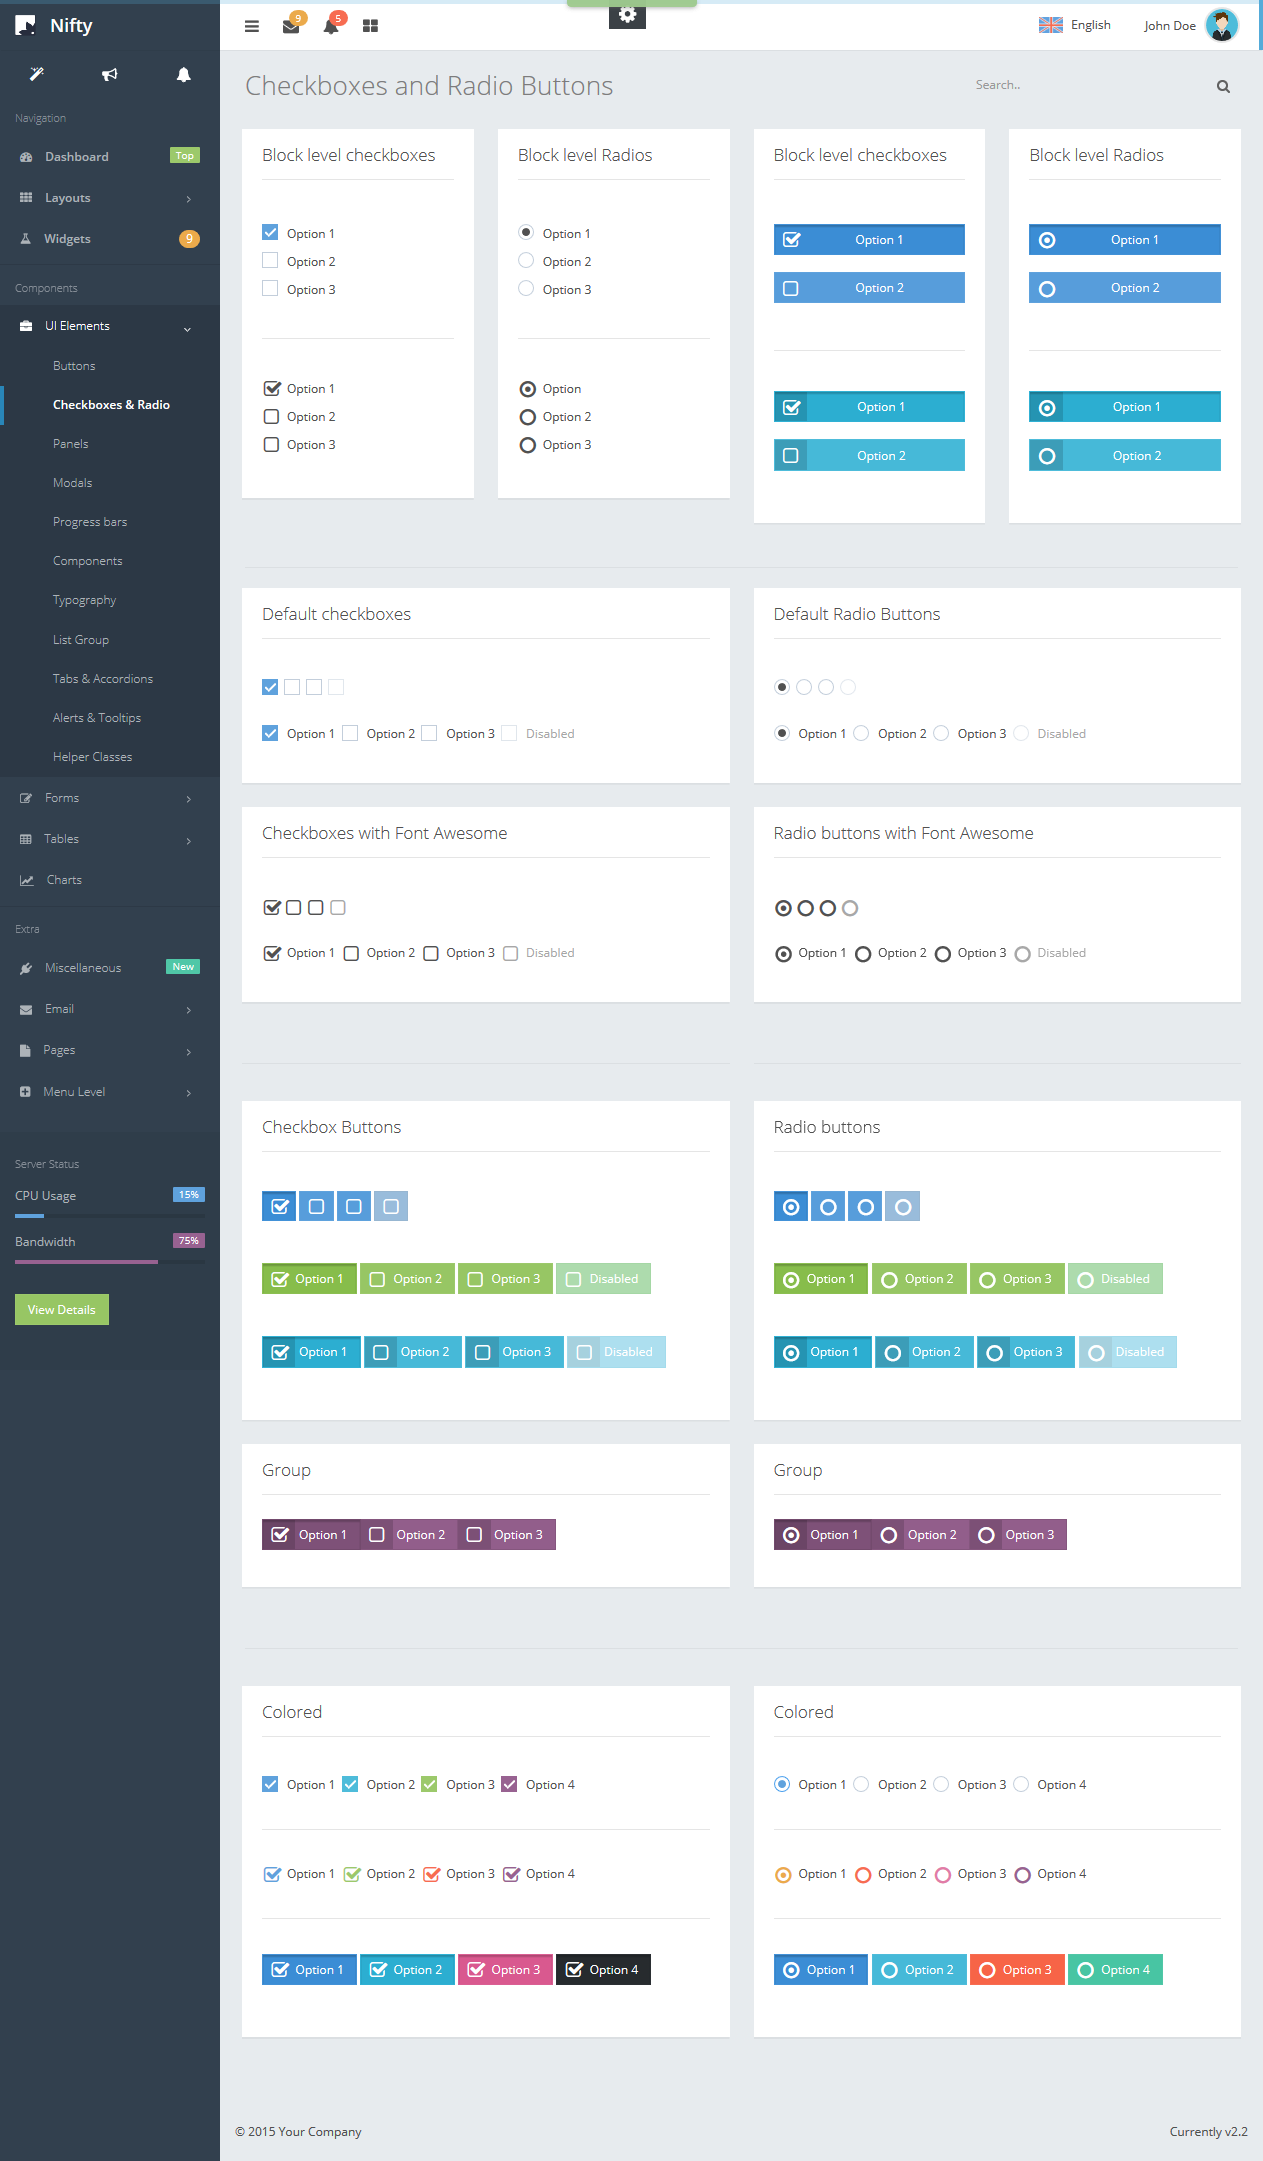 Nifty
9
5
English
John Doe
Navigation
Dashboard Top
Layouts
Widgets 9
Components
UI Elements
Buttons
Checkboxes & Radio
Panels
Modals
Progress bars
Components
Typography
List Group
Tabs & Accordions
Alerts & Tooltips
Helper Classes
Forms
Tables
Charts
Extra
Miscellaneous New
Email
Pages
Menu Level
Server Status
CPU Usage 15%
Bandwidth 75%
View Details
Checkboxes and Radio Buttons
Search..
Block level checkboxes
Option 1
Option 2
Option 3
Option 1
Option 2
Option 3
Block level Radios
Option 1
Option 2
Option 3
Option
Option 2
Option 3
Block level checkboxes
Option 1
Option 2
Option 1
Option 2
Block level Radios
Option 1
Option 2
Option 1
Option 2
Default checkboxes
Option 1 Option 2 Option 3 Disabled
Default Radio Buttons
Option 1 Option 2 Option 3 Disabled
Checkboxes with Font Awesome
Option 1 Option 2 Option 3 Disabled
Radio buttons with Font Awesome
Option 1 Option 2 Option 3 Disabled
Checkbox Buttons
Option 1 Option 2 Option 3 Disabled
Option 1 Option 2 Option 3 Disabled
Radio buttons
Option 1 Option 2 Option 3 Disabled
Option 1 Option 2 Option 3 Disabled
Group
Option 1 Option 2 Option 3
Group
Option 1 Option 2 Option 3
Colored
Option 1 Option 2 Option 3 Option 4
Option 1 Option 2 Option 3 Option 4
Option 1 Option 2 Option 3 Option 4
Colored
Option 1 Option 2 Option 3 Option 4
Option 1 Option 2 Option 3 Option 4
Option 1 Option 2 Option 3 Option 4
© 2015 Your Company
Currently v2.2